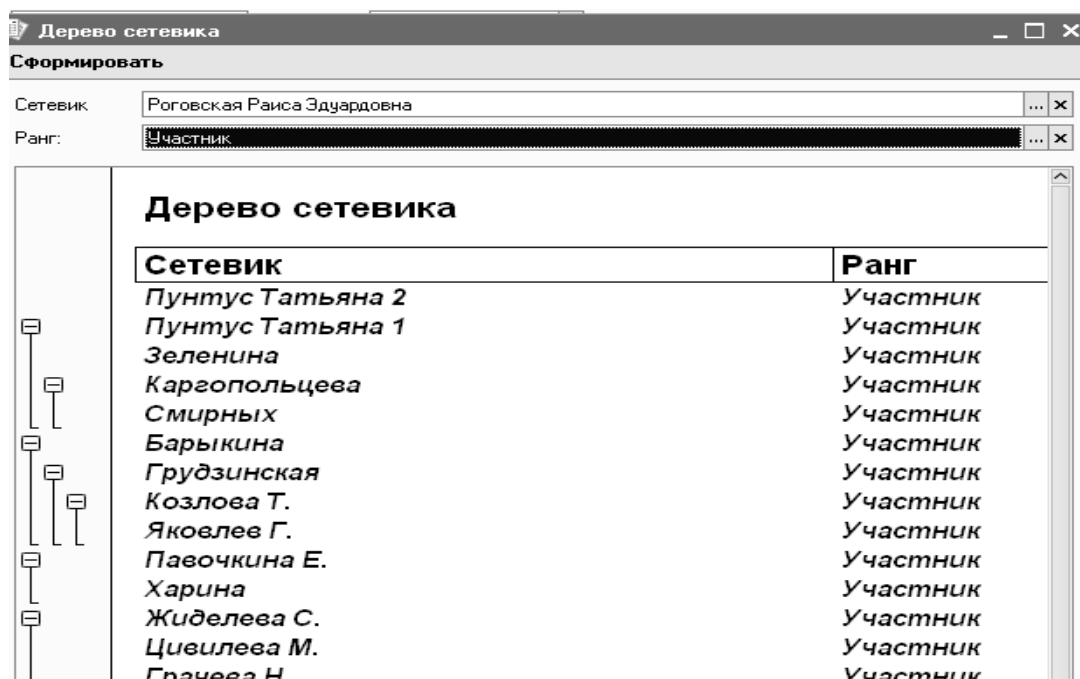 Дерево сетевика
Сформировать
Сетевик Роговская Раиса Эдуардовна ...
Ранг: Участник ...
Дерево сетевика
Сетевик Ранг
Пунтус Татьяна 2 Участник
Пунтус Татьяна 1 Участник
Зеленина Участник
Каргопольцева Участник
Смирных Участник
Барыкина Участник
Грудзинская Участник
Козлова Т. Участник
Яковлев Г. Участник
Павочкина Е. Участник
Харина Участник
Жиделева С. Участник
Цивилева М. Участник
Грачева Н. Участник